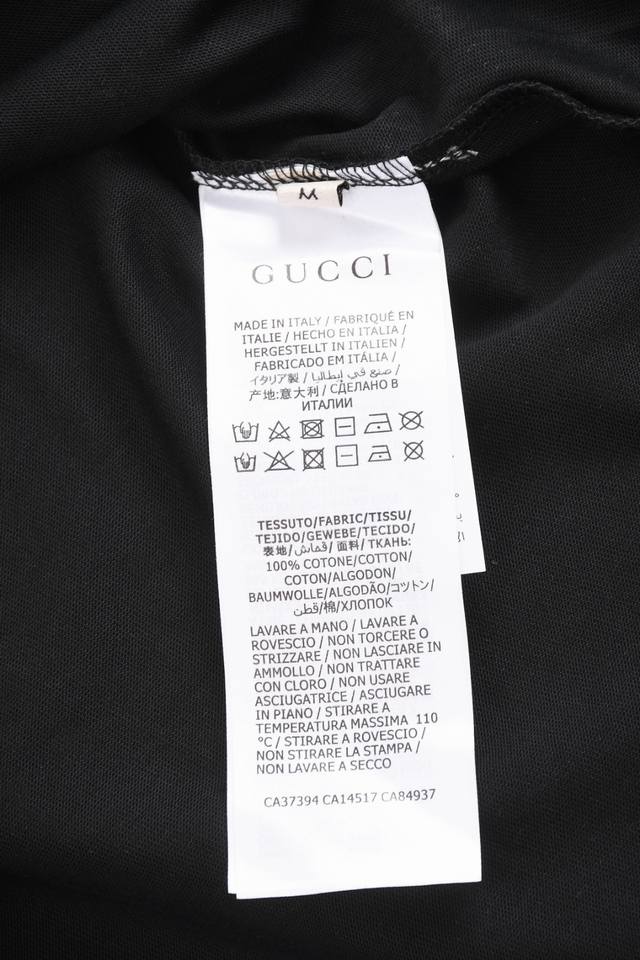 M
GUCCI
MADE IN ITALY / FABRIQUÉ EN
ITALIE / HECHO EN ITALIA /
HERGESTELLT IN ITALIEN /
FABRICADO EM ITÁLIA /
イタリア製 / صنع في إيطاليا /
产地:意大利 / СДЕЛАНО В
ИТАЛИИ
TESSUTO/FABRIC/TISSU/
TEJIDO/GEWEBE/TECIDO/
表地/قماش/ 面料/ ТКАНЬ:
100% COTONE/COTTON/
COTON/ALGODON/
BAUMWOLLE/ALGODÃO/コットン/
قطن/棉/ХЛОПОК
LAVARE A MANO / LAVARE A
ROVESCIO / NON TORCERE O
STRIZZARE / NON LASCIARE IN
AMMOLLO / NON TRATTARE
CON CLORO / NON USARE
ASCIUGATRICE / ASCIUGARE
IN PIANO / STIRARE A
TEMPERATURA MASSIMA 110
°C / STIRARE A ROVESCIO /
NON STIRARE LA STAMPA /
NON LAVARE A SECCO
CA37394 CA14517 CA84937